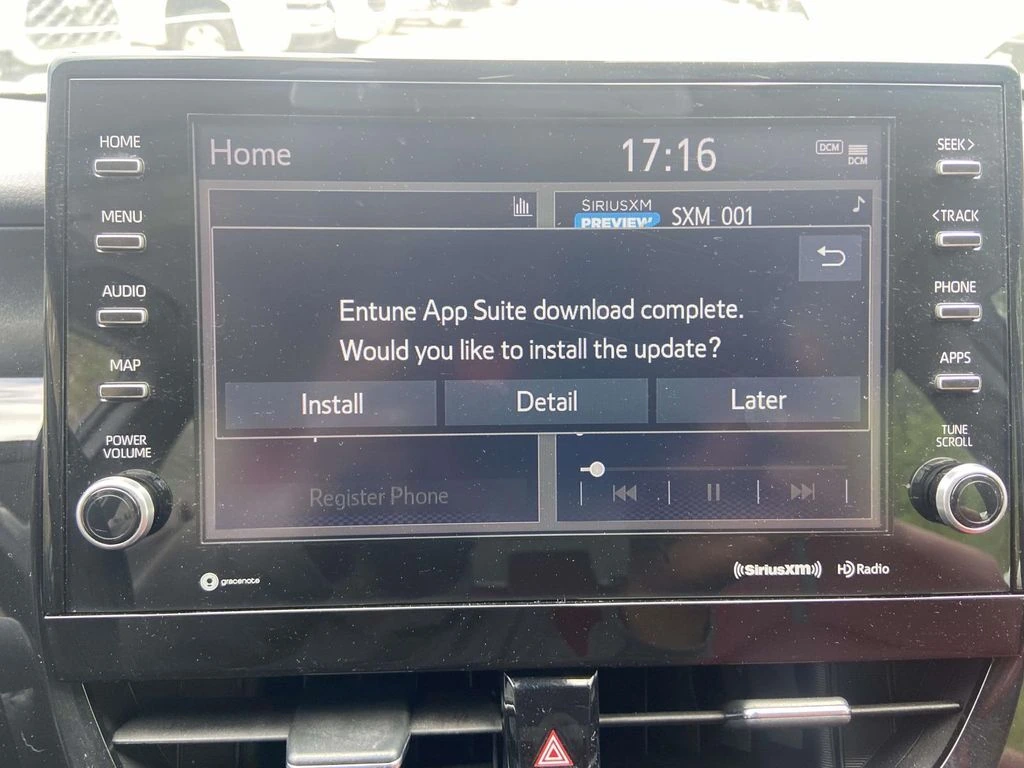 HOME
MENU
AUDIO
MAP
POWER
VOLUME
Home
17:16
DCM
DCM
SIRIUSXM
PREVIEW
SXM 001
Entune App Suite download complete.
Would you like to install the update?
Install
Detail
Later
Register Phone
SEEK>
<TRACK
PHONE
APPS
TUNE
SCROLL
gracenote
((SiriusXM))
HD Radio